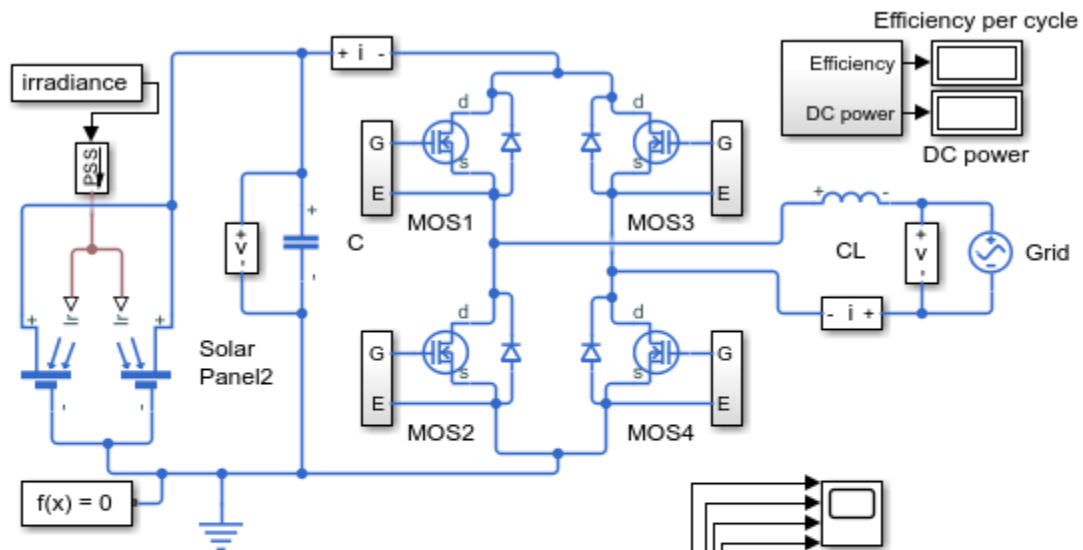 Efficiency per cycle
irradiance
+ i -
Efficiency
DC power
DC power
PSS
d
d
G
G
s
s
E
E
MOS1
MOS3
+
-
+
+ v -
C
-
CL
+ v -
Grid
- i +
Ir
Ir
+
+
d
d
Solar
Panel2
G
G
s
s
E
E
-
-
MOS2
MOS4
f(x) = 0